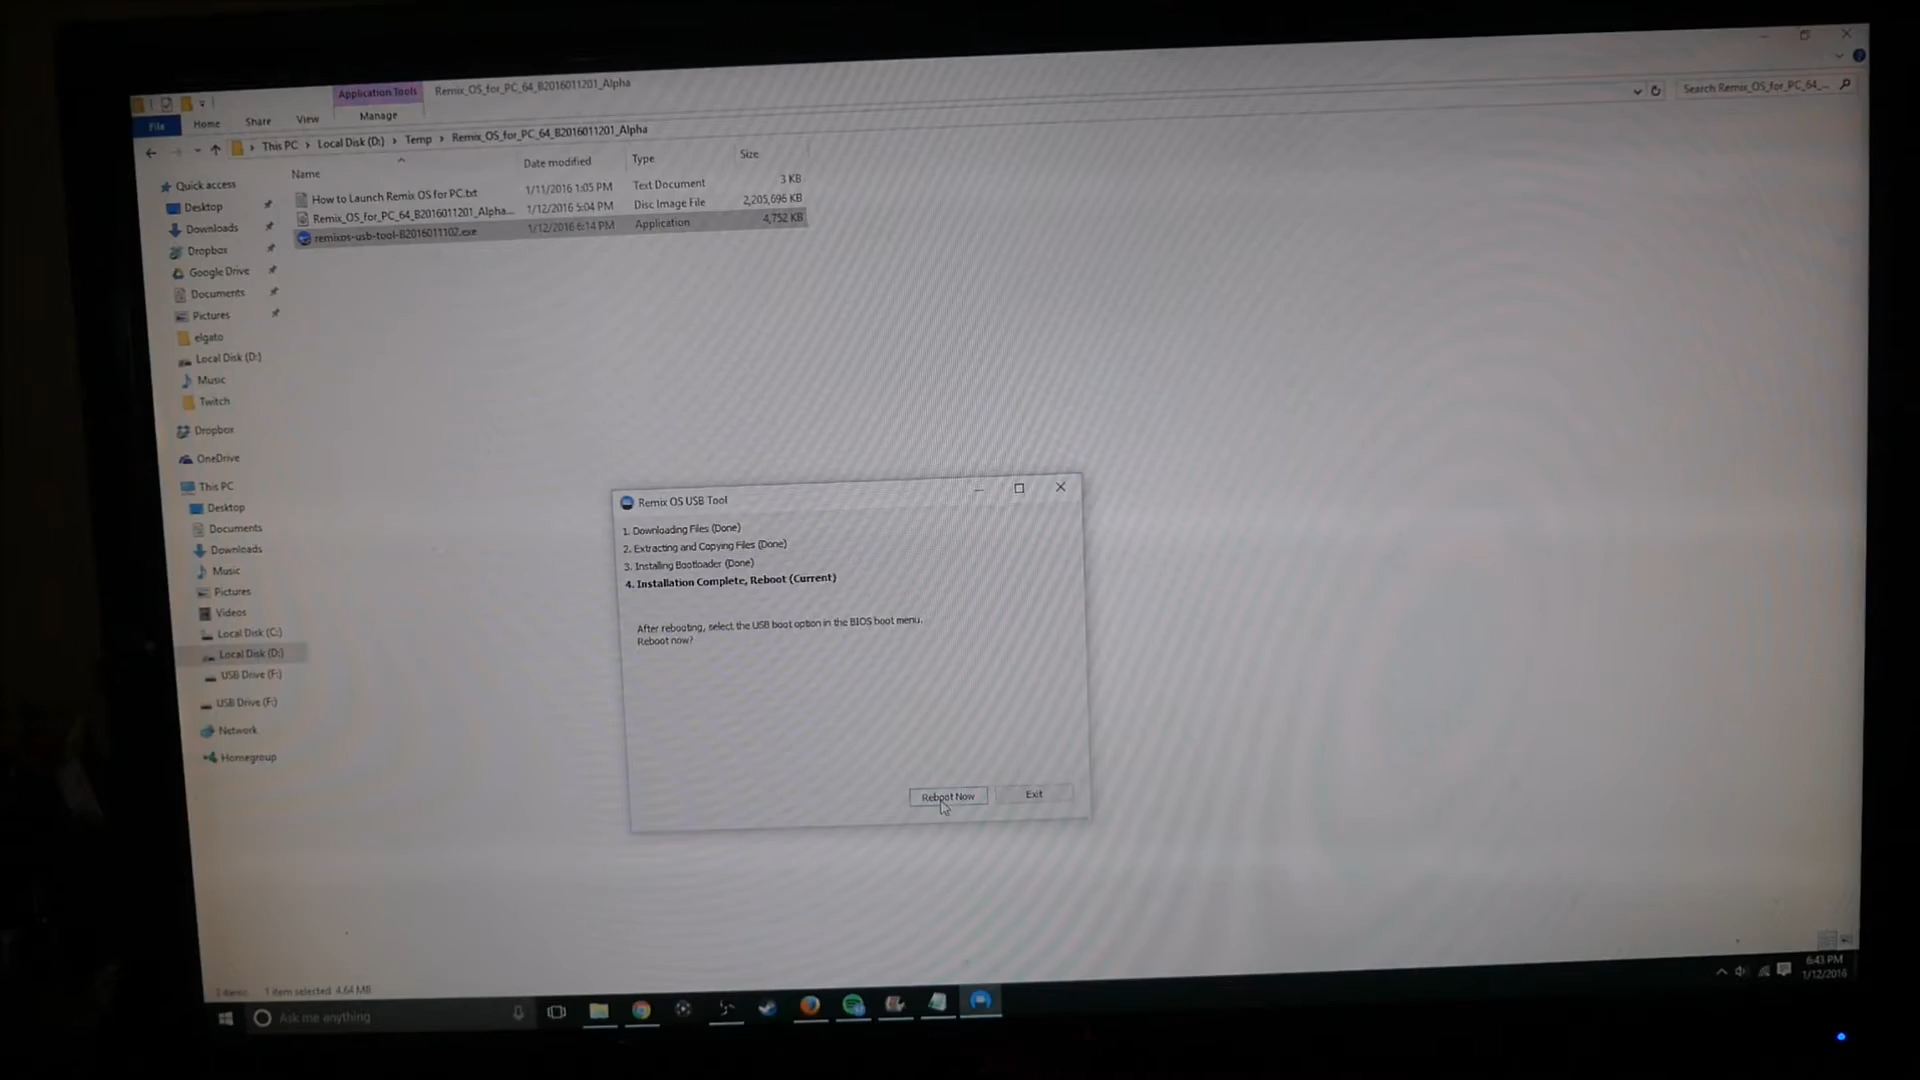 Application Tools
Remix_OS_for_PC_64_B2016011201_Alpha
File
Home
Share
View
Manage
This PC
Local Disk (D:)
Temp
Remix_OS_for_PC_64_B2016011201_Alpha
Search Remix_OS_for_PC_64_...
Name
Date modified
Type
Size
How to Launch Remix OS for PC.txt
1/11/2016 1:05 PM
Text Document
3 KB
Remix_OS_for_PC_64_B2016011201_Alpha...
1/12/2016 5:04 PM
Disc Image File
2,205,696 KB
remixos-usb-tool-B2016011102.exe
1/12/2016 6:14 PM
Application
4,752 KB
Quick access
Desktop
Downloads
Dropbox
Google Drive
Documents
Pictures
elgato
Local Disk (D:)
Music
Twitch
Dropbox
OneDrive
This PC
Desktop
Documents
Downloads
Music
Pictures
Videos
Local Disk (C:)
Local Disk (D:)
USB Drive (F:)
USB Drive (F:)
Network
Homegroup
Remix OS USB Tool
1. Downloading Files (Done)
2. Extracting and Copying Files (Done)
3. Installing Bootloader (Done)
4. Installation Complete, Reboot (Current)
After rebooting, select the USB boot option in the BIOS boot menu.
Reboot now?
Reboot Now
Exit
3 items
1 item selected 4.64 MB
Ask me anything
6:43 PM
1/12/2016